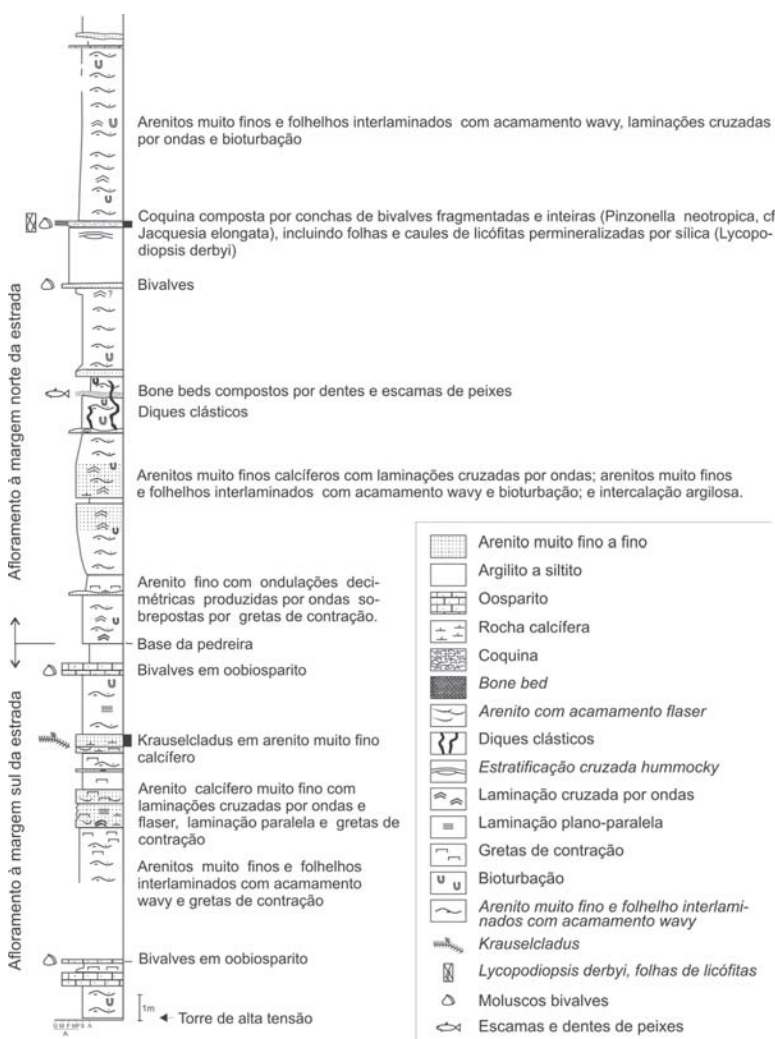 Arenitos muito finos e folhelhos interlaminados com acamamento wavy, laminações cruzadas
por ondas e bioturbação
Coquina composta por conchas de bivalves fragmentadas e inteiras (Pinzonella neotropica, cf
Jacquesia elongata), incluindo folhas e caules de licófitas permineralizadas por sílica (Lycopo-
diopsis derbyi)
Bivalves
?
Bone beds compostos por dentes e escamas de peixes
Diques clásticos
Arenitos muito finos calcíferos com laminações cruzadas por ondas; arenitos muito finos
e folhelhos interlaminados com acamamento wavy e bioturbação; e intercalação argilosa.
Arenito fino com ondulações deci-
métricas produzidas por ondas so-
brepostas por gretas de contração.
Base da pedreira
Bivalves em oobiosparito
Krauselcladus em arenito muito fino
calcífero
Arenito calcífero muito fino com
laminações cruzadas por ondas e
flaser, laminação paralela e gretas de
contração
Arenitos muito finos e folhelhos
interlaminados com acamamento
wavy e gretas de contração
Bivalves em oobiosparito
1m
Torre de alta tensão
Afloramento à margem norte da estrada
Afloramento à margem sul da estrada
Arenito muito fino a fino
Argilito a siltito
Oosparito
Rocha calcífera
Coquina
Bone bed
Arenito com acamamento flaser
Diques clásticos
Estratificação cruzada hummocky
Laminação cruzada por ondas
Laminação plano-paralela
Gretas de contração
Bioturbação
Arenito muito fino e folhelho interlami-
nados com acamamento wavy
Krauselcladus
Lycopodiopsis derbyi, folhas de licófitas
Moluscos bivalves
Escamas e dentes de peixes